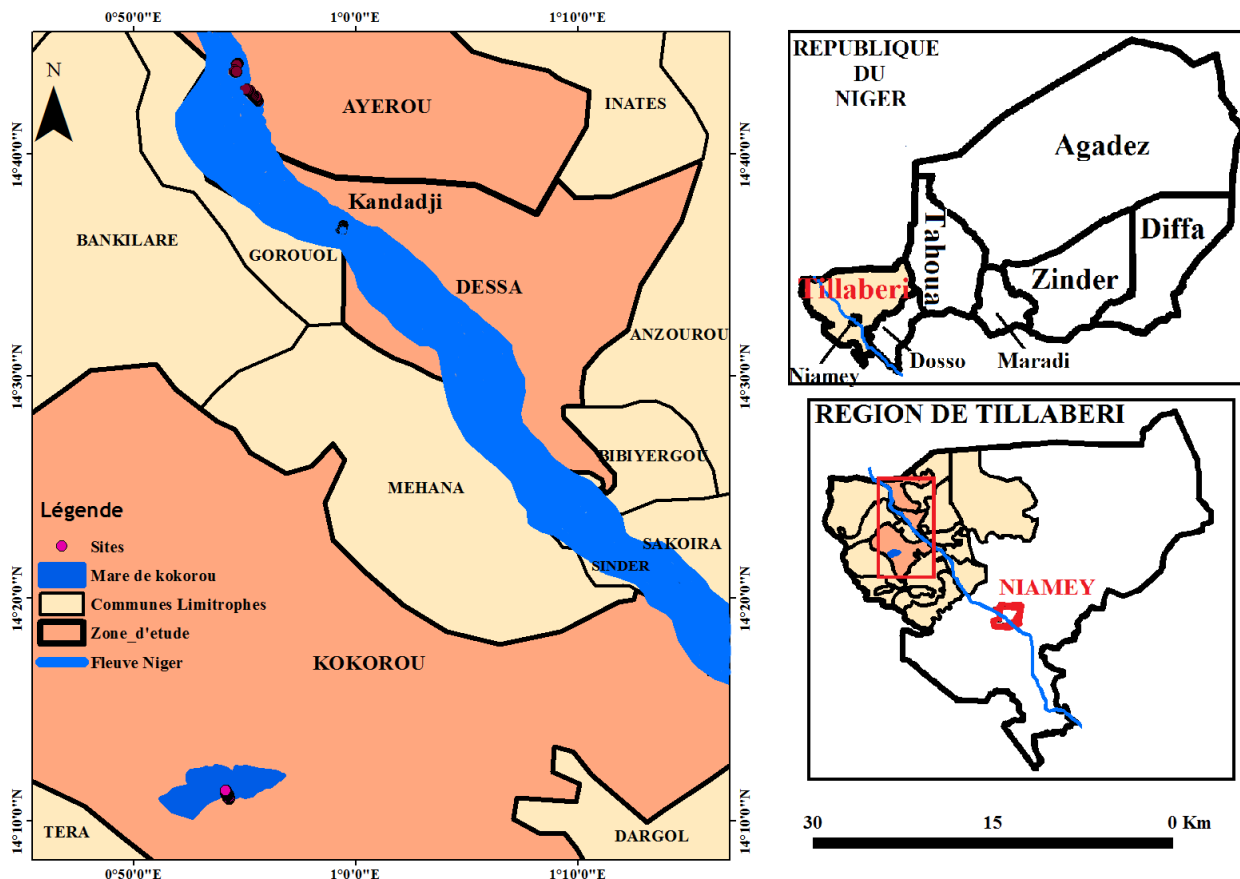 0°50'0"E
1°0'0"E
1°10'0"E
N
14°40'0"N
14°30'0"N
14°20'0"N
14°10'0"N
AYEROU
INATES
Kandadji
BANKILARE
GOROUOL
DESSA
ANZOUROU
BIBIYERGOU
MEHANA
SAKOIRA
SINDER
KOKOROU
TERA
DARGOL
Légende
Sites
Mare de kokorou
Communes Limitrophes
Zone_d'etude
Fleuve Niger
14°40'0"N
14°30'0"N
14°20'0"N
14°10'0"N
0°50'0"E
1°0'0"E
1°10'0"E
REPUBLIQUE
DU
NIGER
Agadez
Tahoua
Diffa
Zinder
Tillaberi
Dosso
Maradi
Niamey
REGION DE TILLABERI
NIAMEY
30
15
0 Km